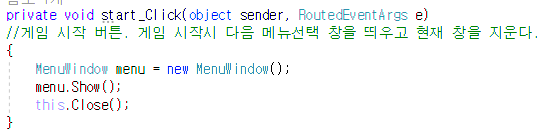 private void start_Click(object sender, RoutedEventArgs e)
//게임 시작 버튼. 게임 시작시 다음 메뉴선택 창을 띄우고 현재 창을 지운다.
{
MenuWindow menu = new MenuWindow();
menu.Show();
this.Close();
}